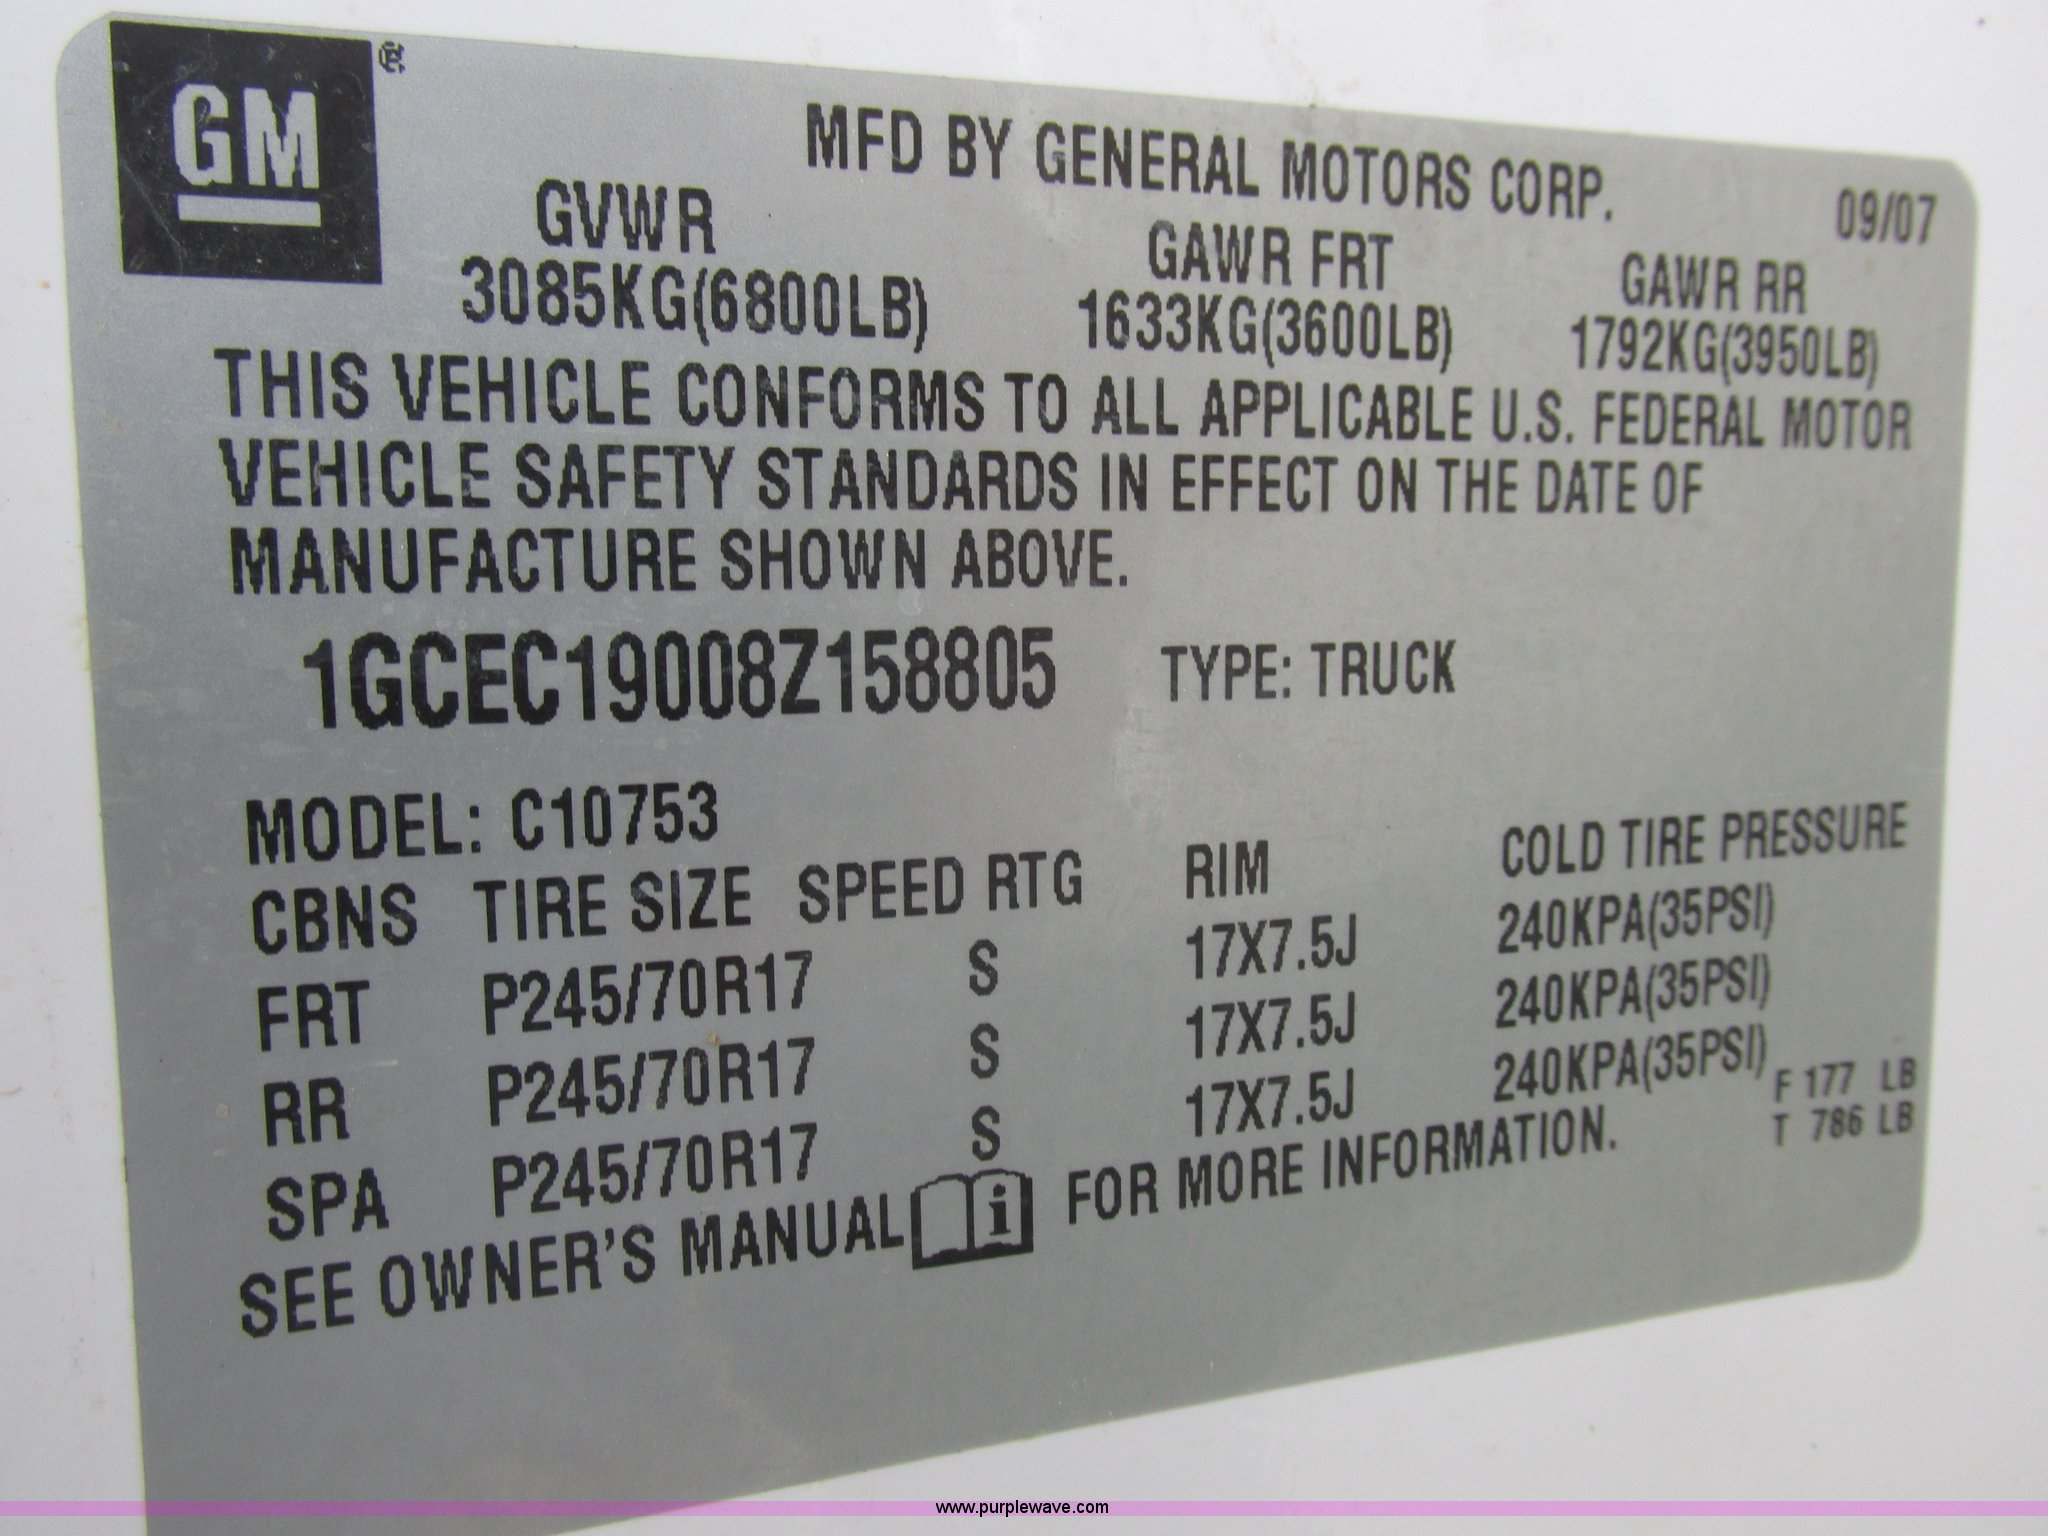 GM ®
MFD BY GENERAL MOTORS CORP.
09/07
GVWR
GAWR FRT
GAWR RR
3085KG(6800LB)
1633KG(3600LB)
1792KG(3950LB)
THIS VEHICLE CONFORMS TO ALL APPLICABLE U.S. FEDERAL MOTOR
VEHICLE SAFETY STANDARDS IN EFFECT ON THE DATE OF
MANUFACTURE SHOWN ABOVE.
1GCEC19008Z158805 TYPE: TRUCK
MODEL: C10753
CBNS TIRE SIZE SPEED RTG RIM COLD TIRE PRESSURE
FRT P245/70R17 S 17X7.5J 240KPA(35PSI)
RR P245/70R17 S 17X7.5J 240KPA(35PSI)
SPA P245/70R17 S 17X7.5J 240KPA(35PSI)
F 177 LB
T 786 LB
SEE OWNER'S MANUAL i FOR MORE INFORMATION.
www.purplewave.com